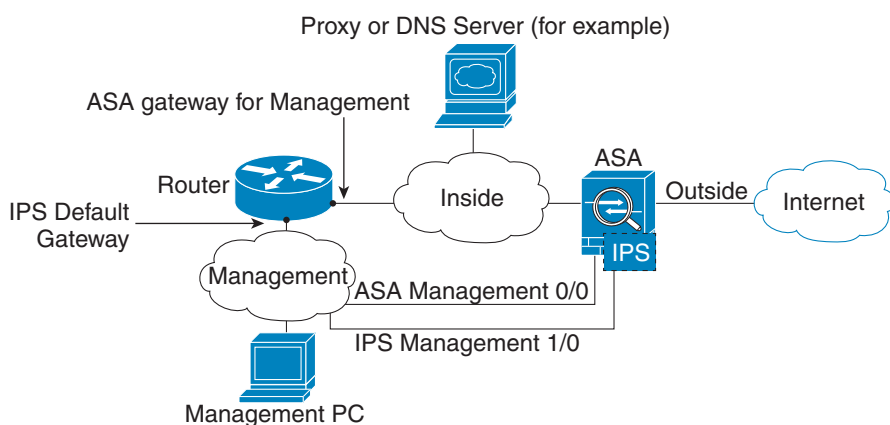 Proxy or DNS Server (for example)
ASA gateway for Management
ASA
Router
Inside
Outside
Internet
IPS Default
Gateway
IPS
Management
ASA Management 0/0
IPS Management 1/0
Management PC